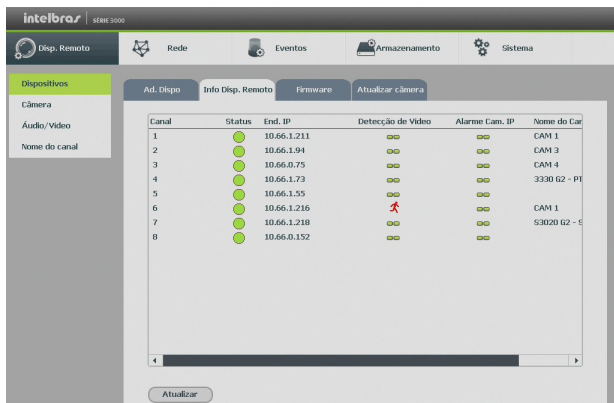 intelbras SÉRIE 3000
Disp. Remoto Rede Eventos Armazenamento Sistema
Dispositivos
Câmera
Áudio/Vídeo
Nome do canal
Ad. Dispo Info Disp. Remoto Firmware Atualizar câmera
Canal Status End. IP Detecção de Vídeo Alarme Cam. IP Nome do Car
1 10.66.1.211 CAM 1
2 10.66.1.94 CAM 3
3 10.66.0.75 CAM 4
4 10.66.1.73 3330 G2 - PT
5 10.66.1.55
6 10.66.1.216 CAM 1
7 10.66.1.218 S3020 G2 - S
8 10.66.0.152
Atualizar